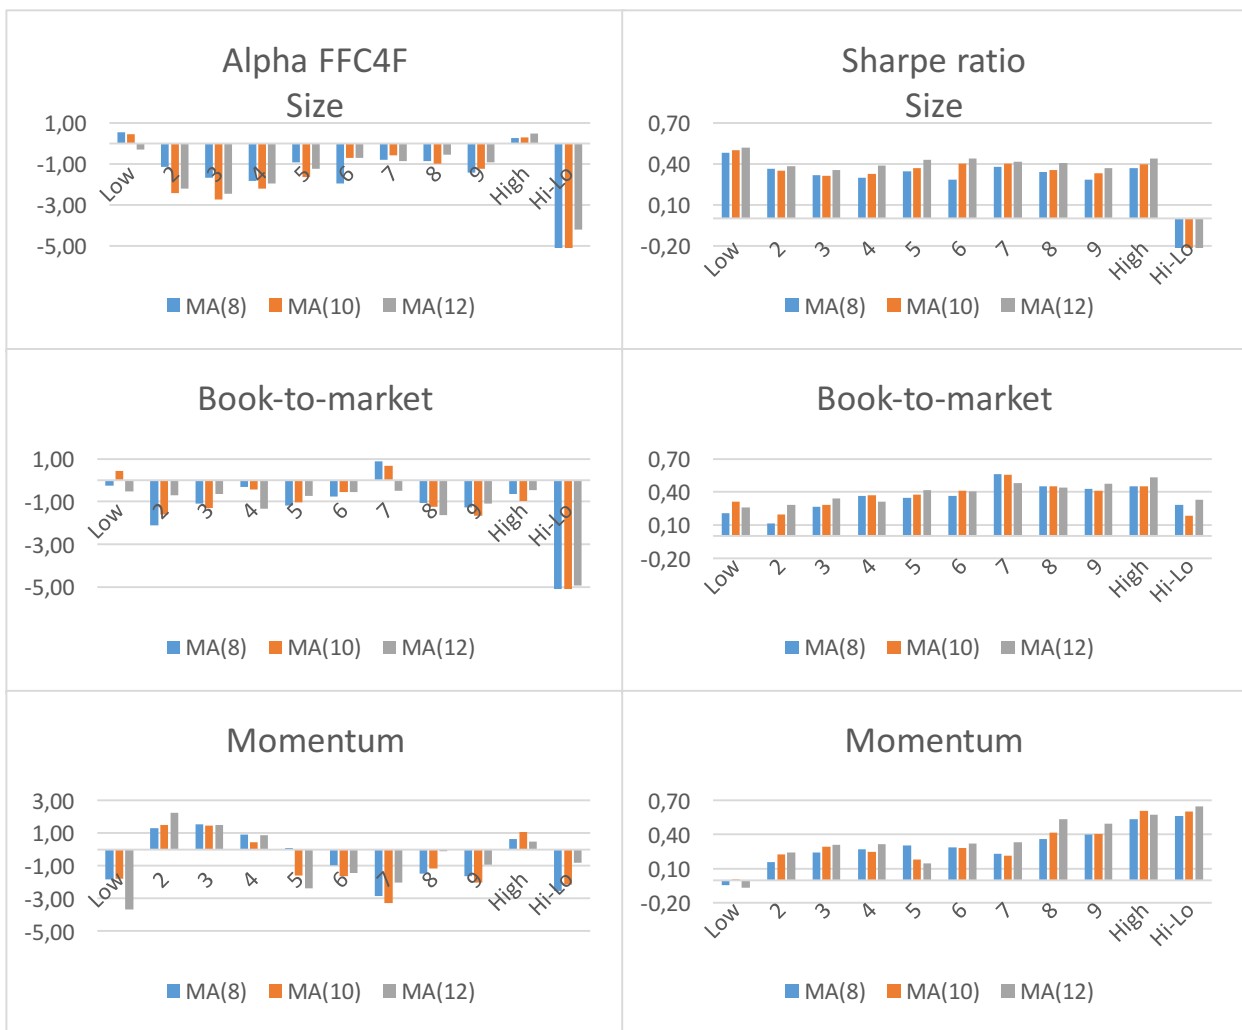 Alpha FFC4F
Size
1,00
-1,00
-3,00
-5,00
Low 2 3 4 5 6 7 8 9 High Hi-Lo
MA(8) MA(10) MA(12)
Sharpe ratio
Size
0,70
0,40
0,10
-0,20
Low 2 3 4 5 6 7 8 9 High Hi-Lo
MA(8) MA(10) MA(12)
Book-to-market
1,00
-1,00
-3,00
-5,00
Low 2 3 4 5 6 7 8 9 High Hi-Lo
MA(8) MA(10) MA(12)
Book-to-market
0,70
0,40
0,10
-0,20
Low 2 3 4 5 6 7 8 9 High Hi-Lo
MA(8) MA(10) MA(12)
Momentum
3,00
1,00
-1,00
-3,00
-5,00
Low 2 3 4 5 6 7 8 9 High Hi-Lo
MA(8) MA(10) MA(12)
Momentum
0,70
0,40
0,10
-0,20
Low 2 3 4 5 6 7 8 9 High Hi-Lo
MA(8) MA(10) MA(12)